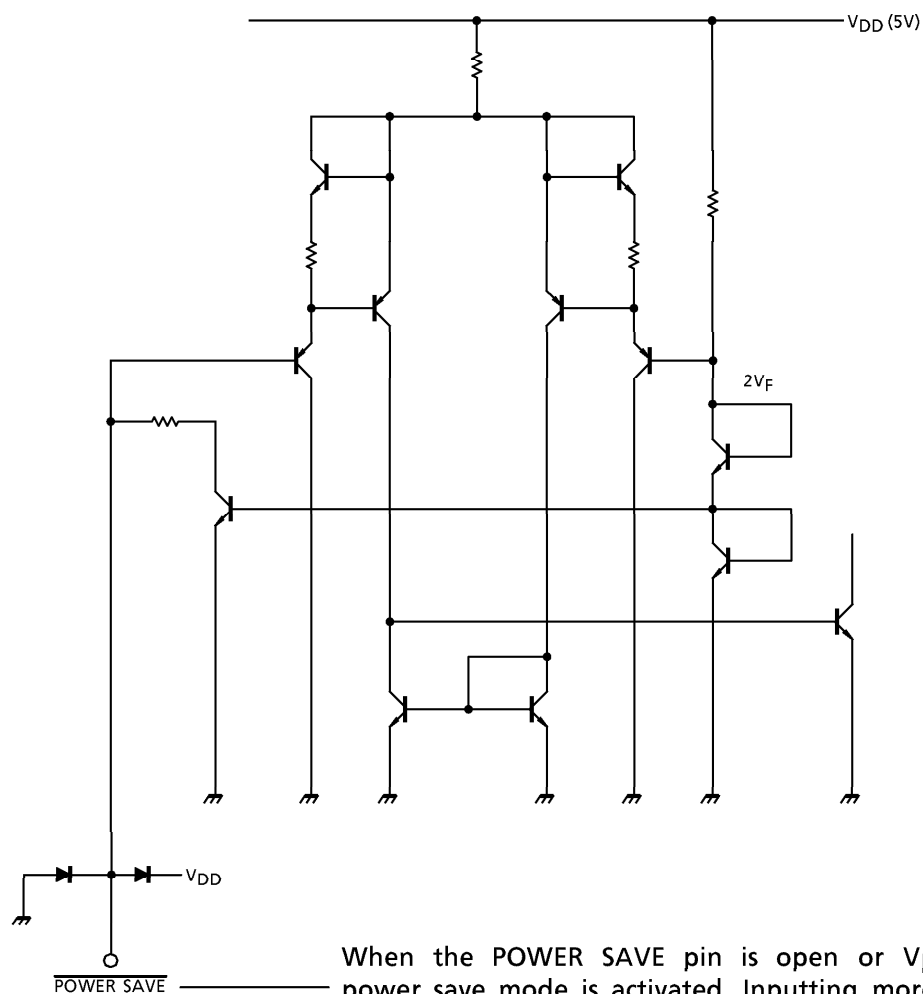 VDD (5V)
2VF
VDD
POWER SAVE
When the POWER SAVE pin is open or
power save mode is activated. Inputting